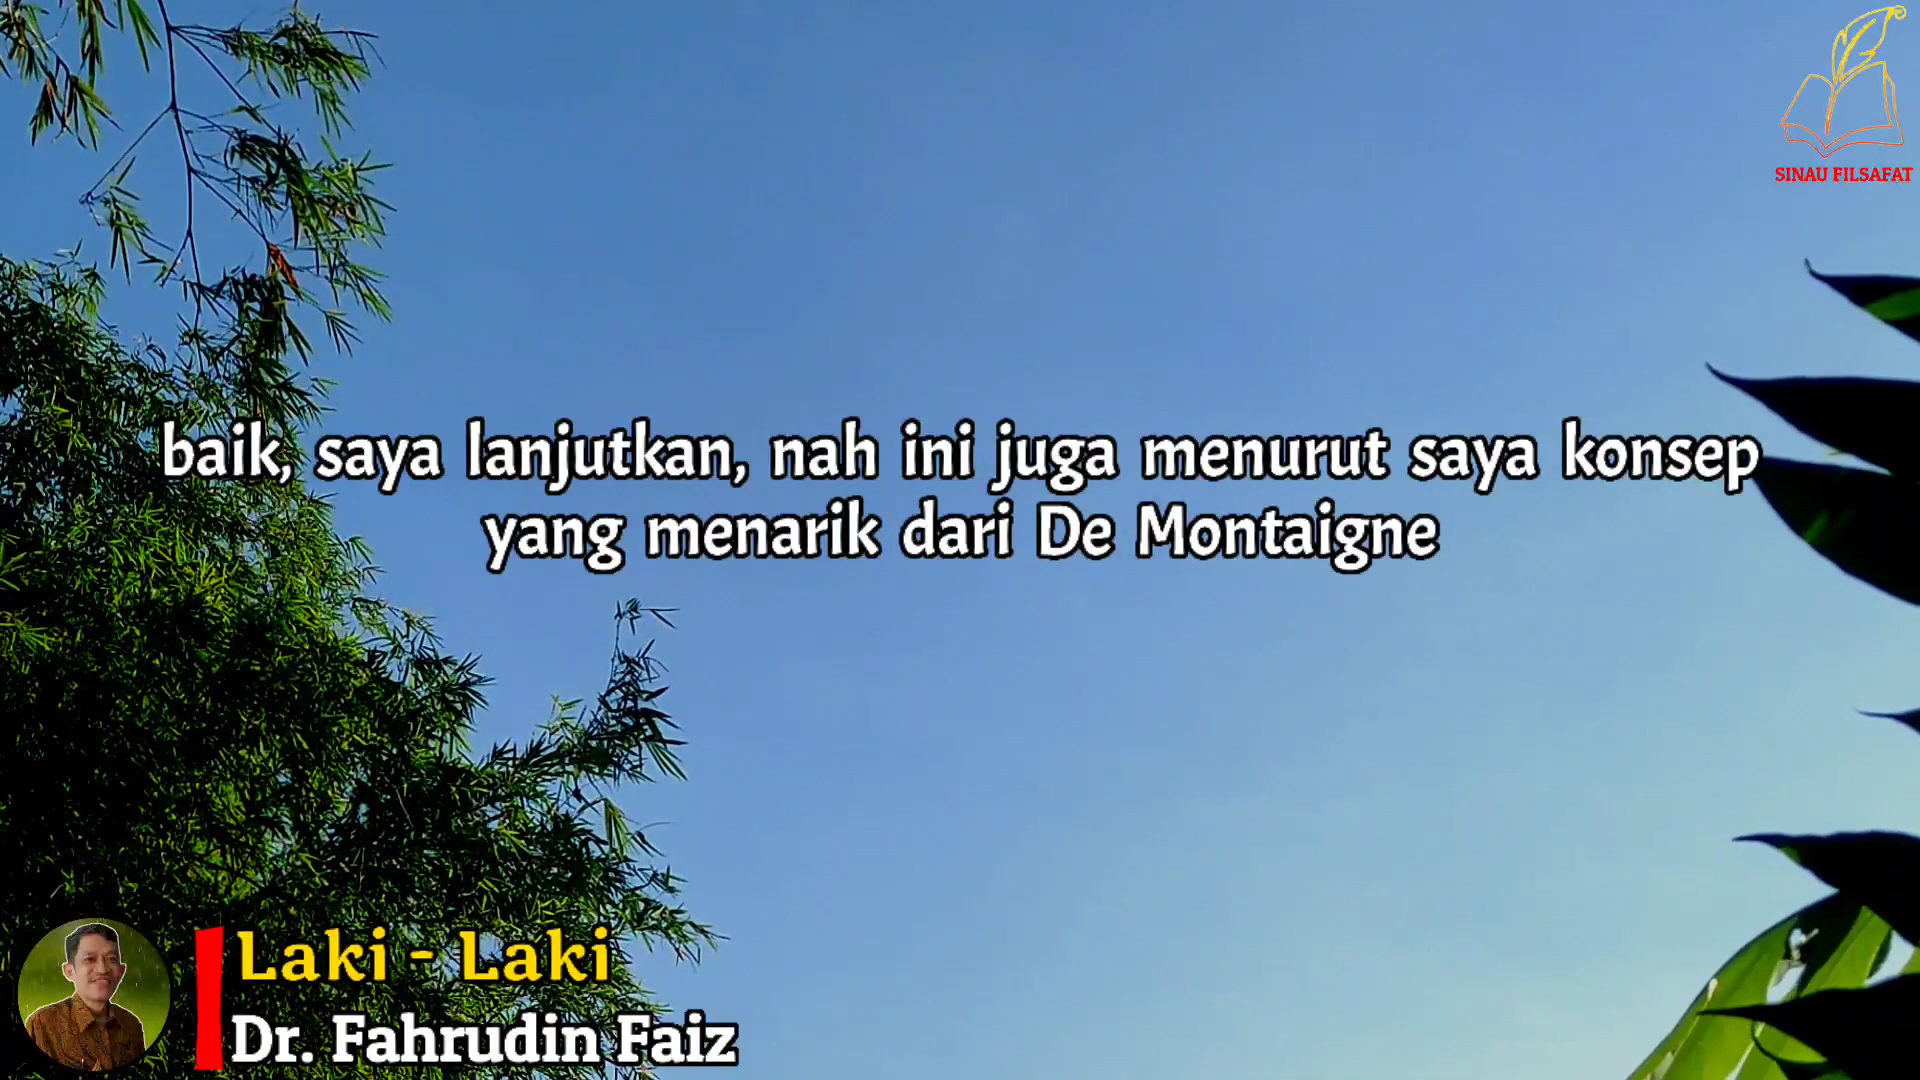 SINAU FILSAFAT
baik, saya lanjutkan, nah ini juga menurut saya konsep
yang menarik dari De Montaigne
Laki - Laki
Dr. Fahrudin Faiz